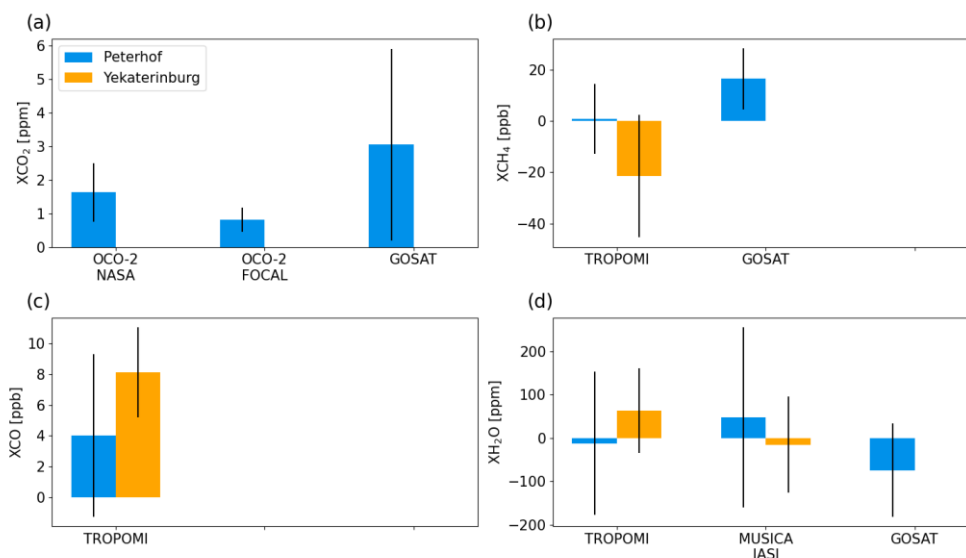 (a)
XCO₂ [ppm]
6
5
4
3
2
1
0
Peterhof
Yekaterinburg
OCO-2
NASA
OCO-2
FOCAL
GOSAT
(b)
XCH₄ [ppb]
20
0
−20
−40
TROPOMI
GOSAT
(c)
XCO [ppb]
10
8
6
4
2
0
TROPOMI
(d)
XH₂O [ppm]
200
100
0
−100
−200
TROPOMI
MUSICA
IASI
GOSAT